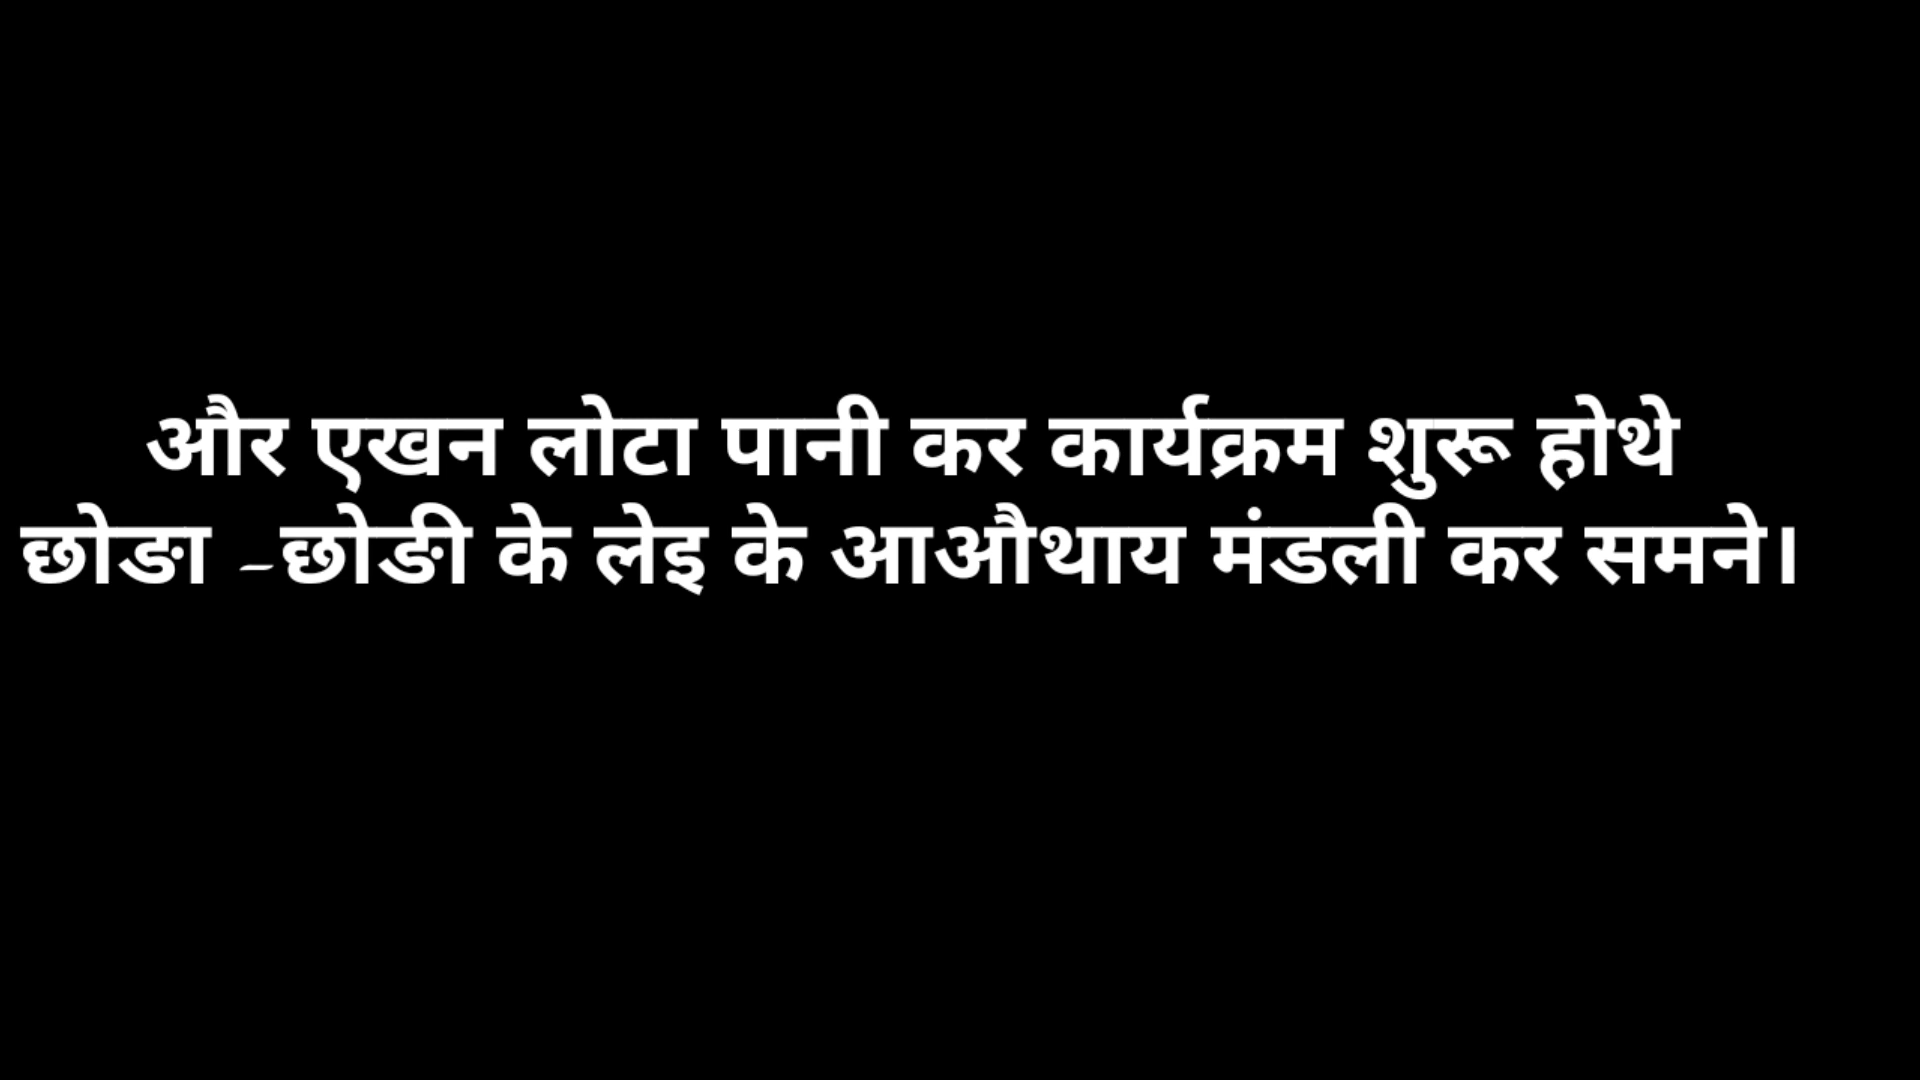 और एखन लोटा पानी कर कार्यक्रम शुरू होथे
छोङा -छोङी के लेइ के आऔथाय मंडली कर समने।